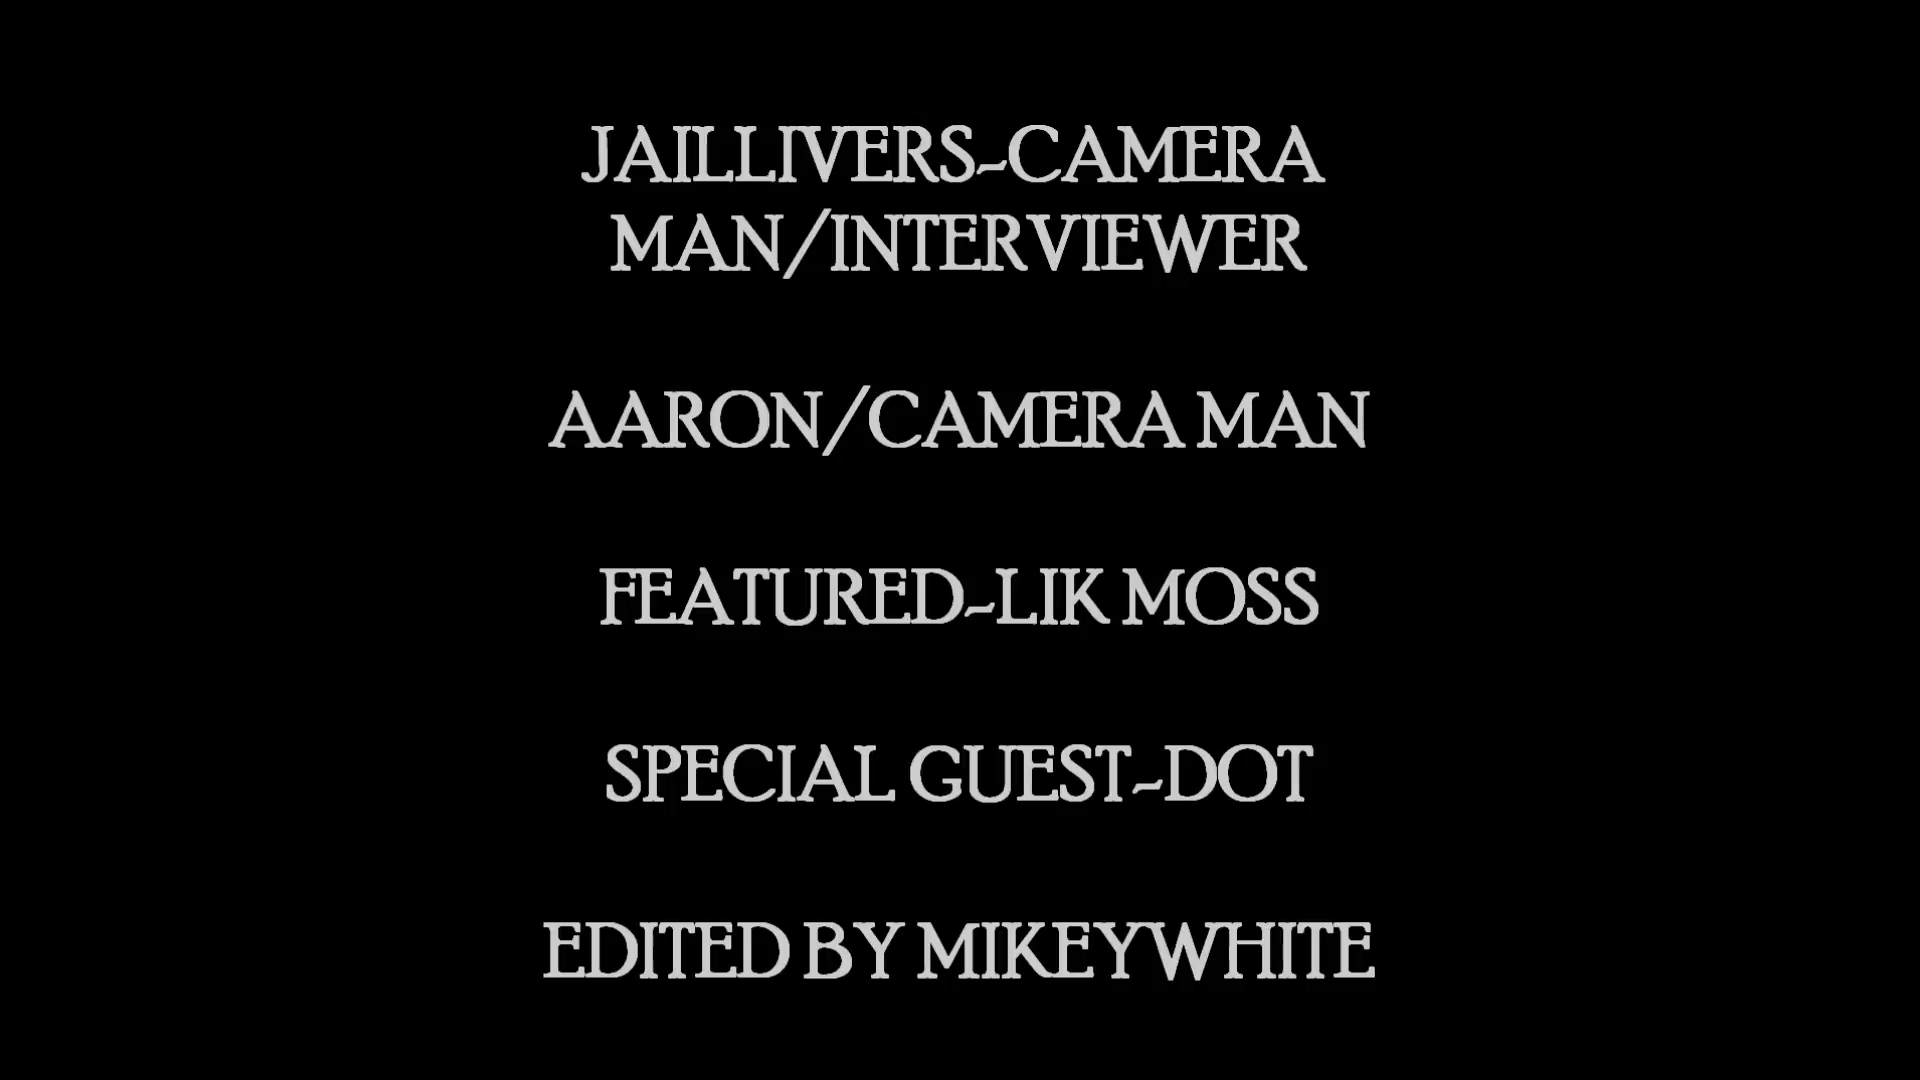 JAILLIVERS-CAMERA
MAN/INTERVIEWER
AARON/CAMERA MAN
FEATURED-LIK MOSS
SPECIAL GUEST-DOT
EDITED BY MIKEYWHITE